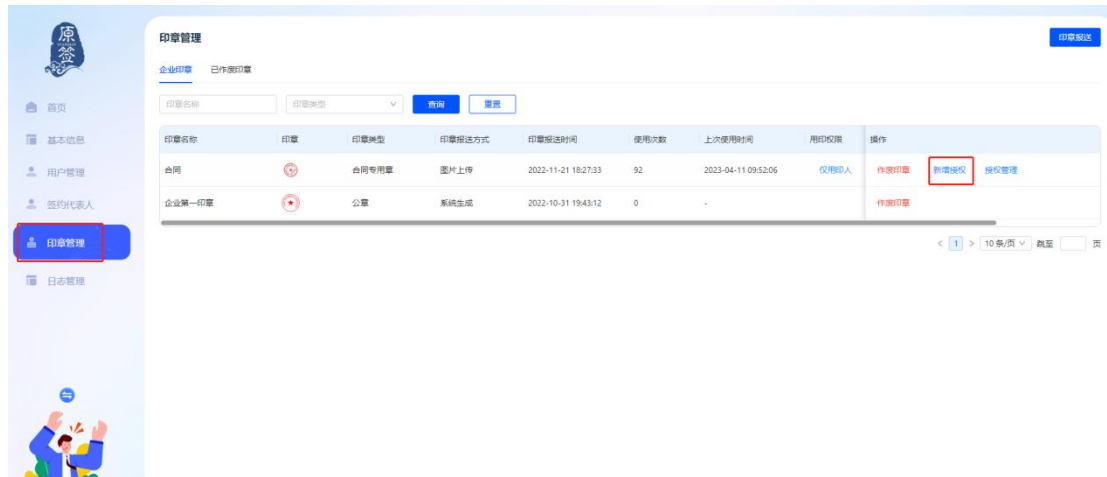 原签
印章管理
印章报送
企业印章 已作废印章
首页
印章名称 印章类型 查询 重置
基本信息
印章名称 印章 印章类型 印章报送方式 印章报送时间 使用次数 上次使用时间 用印权限 操作
用户管理
合同 合同专用章 图片上传 2022-11-21 18:27:33 92 2023-04-11 09:52:06 仅用印人 作废印章 新增授权 授权管理
签约代表人
企业第一印章 公章 系统生成 2022-10-31 19:43:12 0 - 作废印章
印章管理
< 1 > 10 条/页 跳至 页
日志管理